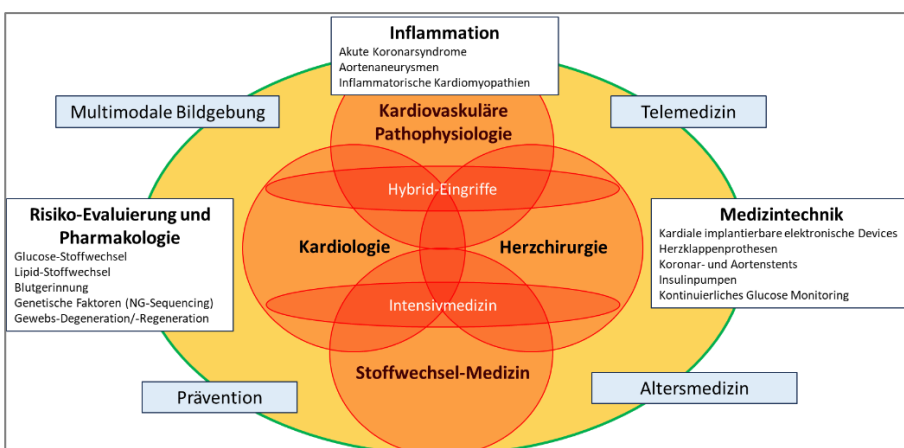 Inflammation
Akute Koronarsyndrome
Aortenaneurysmen
Inflammatorische Kardiomyopathien
Multimodale Bildgebung
Telemedizin
Kardiovaskuläre
Pathophysiologie
Hybrid-Eingriffe
Risiko-Evaluierung und
Pharmakologie
Glucose-Stoffwechsel
Lipid-Stoffwechsel
Blutgerinnung
Genetische Faktoren (NG-Sequencing)
Gewebs-Degeneration/-Regeneration
Kardiologie
Herzchirurgie
Medizintechnik
Kardiale implantierbare elektronische Devices
Herzklappenprothesen
Koronar- und Aortenstents
Insulinpumpen
Kontinuierliches Glucose Monitoring
Intensivmedizin
Stoffwechsel-Medizin
Prävention
Altersmedizin